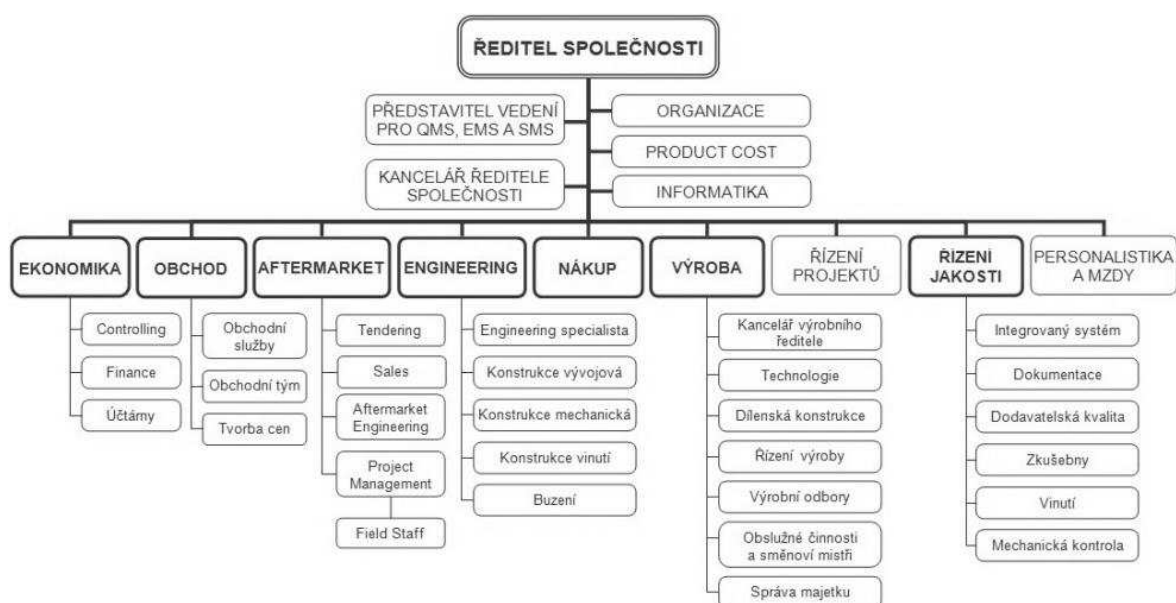 ŘEDITEL SPOLEČNOSTI
PŘEDSTAVITEL VEDENÍ
PRO QMS, EMS A SMS
ORGANIZACE
PRODUCT COST
KANCELÁŘ ŘEDITELE
SPOLEČNOSTI
INFORMATIKA
EKONOMIKA
OBCHOD
AFTERMARKET
ENGINEERING
NÁKUP
VÝROBA
ŘÍZENÍ
PROJEKTŮ
ŘÍZENÍ
JAKOSTI
PERSONALISTIKA
A MZDY
Controlling
Finance
Účtárny
Obchodní
služby
Obchodní tým
Tvorba cen
Tendering
Sales
Aftermarket
Engineering
Project
Management
Field Staff
Engineering specialista
Konstrukce vývojová
Konstrukce mechanická
Konstrukce vinutí
Buzení
Kancelář výrobního
ředitele
Technologie
Dílenská konstrukce
Řízení výroby
Výrobní odbory
Obslužné činnosti
a směnoví mistři
Správa majetku
Integrovaný systém
Dokumentace
Dodavatelská kvalita
Zkušebny
Vinutí
Mechanická kontrola